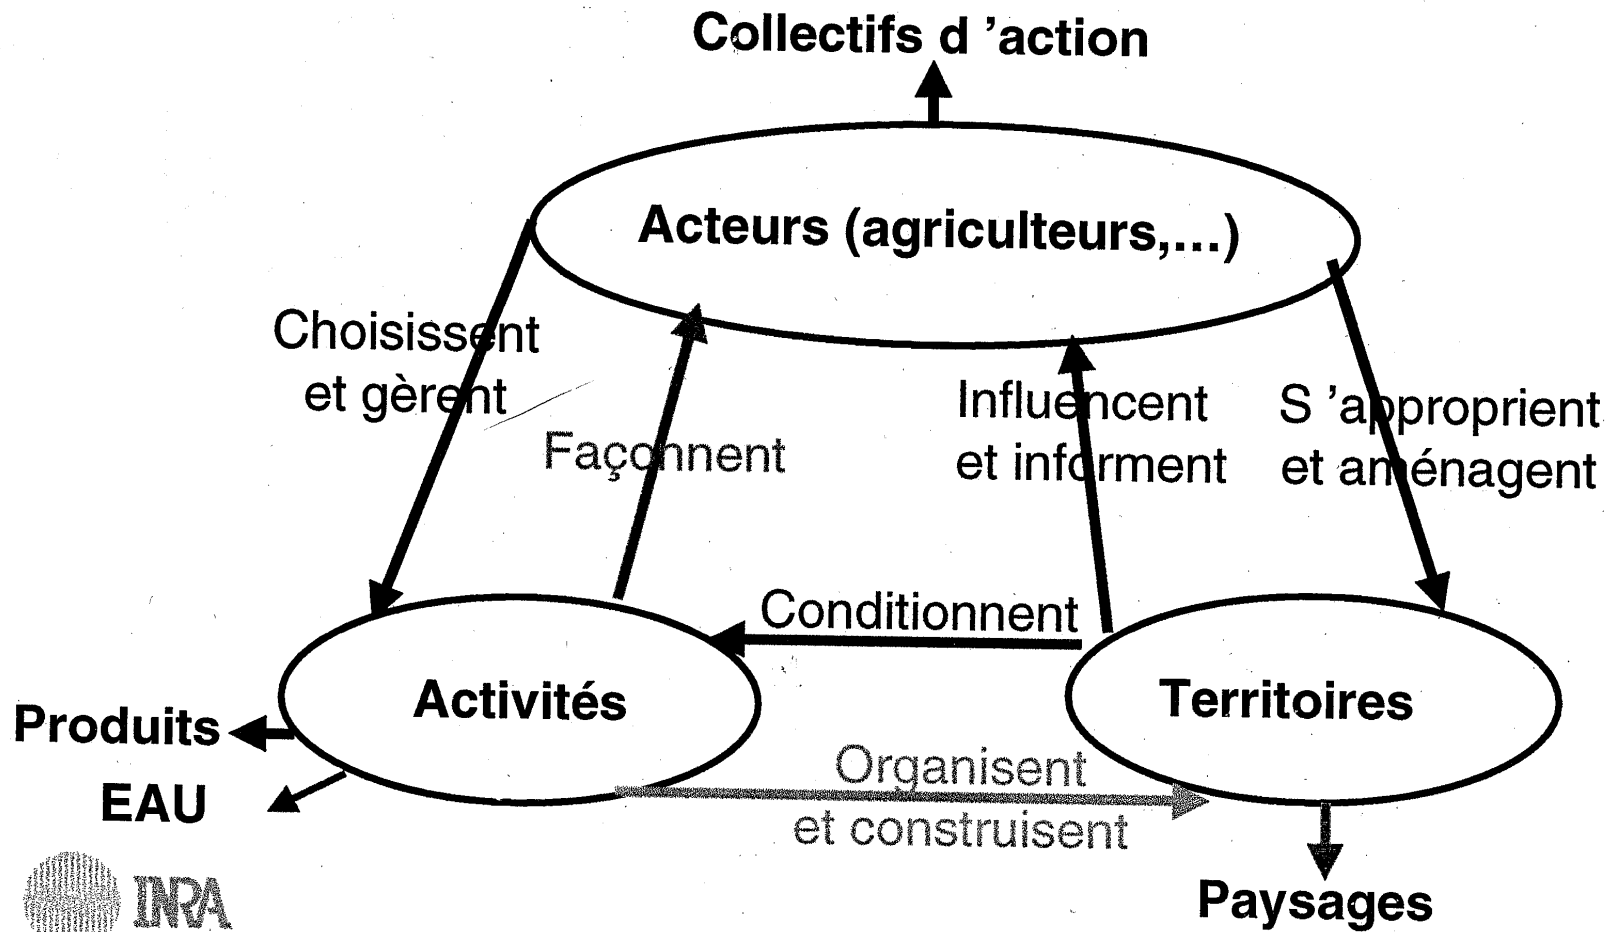 Collectifs d ’action
Acteurs (agriculteurs,...)
Choisissent
et gèrent
Façonnent
Influencent
et informent
S ’approprient
et aménagent
Conditionnent
Activités
Territoires
Produits
EAU
Organisent
et construisent
Paysages
INRA